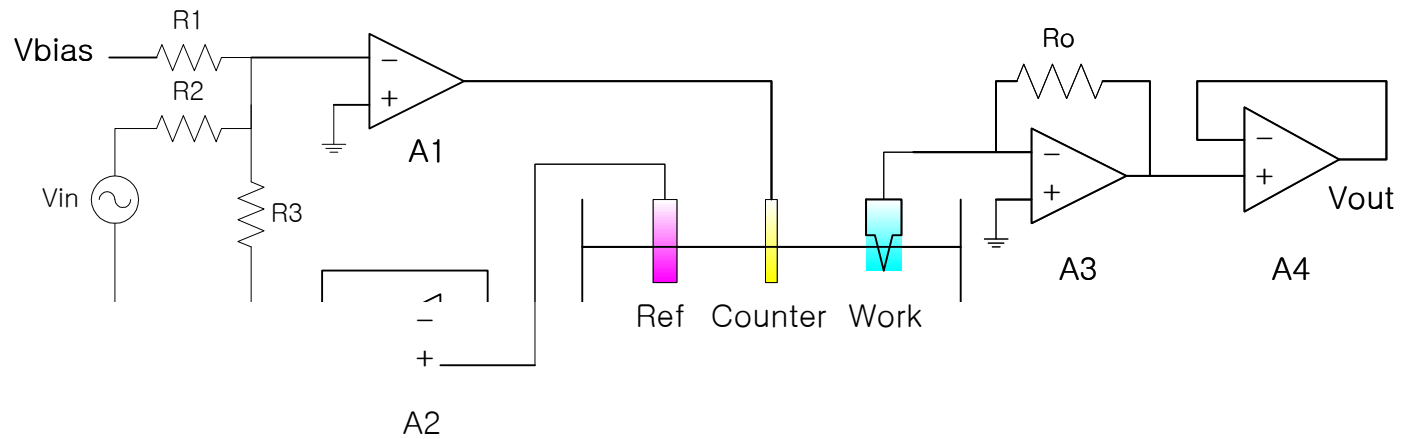 R1
Vbias
R2
Vin
R3
−
+
A1
Ro
−
+
A3
−
+
Vout
A4
Ref Counter Work
−
+
A2